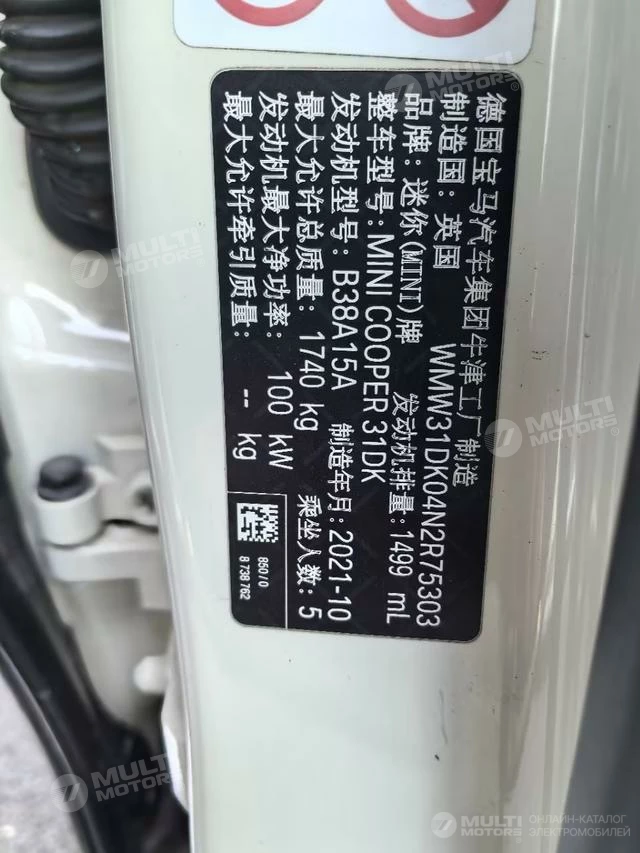 德国宝马汽车集团牛津工厂制造
制造国: 英国 WMW31DK04N2R75303
品牌: 迷你(MINI)牌 发动机排量: 1499 mL
整车型号: MINI COOPER 31DK
发动机型号: B38A15A 制造年月: 2021-10
最大允许总质量: 1740 kg 乘坐人数: 5
发动机最大净功率: 100 kW
最大允许牵引质量: -- kg
850/0
8 738 762
MULTI MOTORS
MULTI MOTORS
MULTI MOTORS
MULTI MOTORS
MULTI MOTORS
ОНЛАЙН-КАТАЛОГ
ЭЛЕКТРОМОБИЛЕЙ